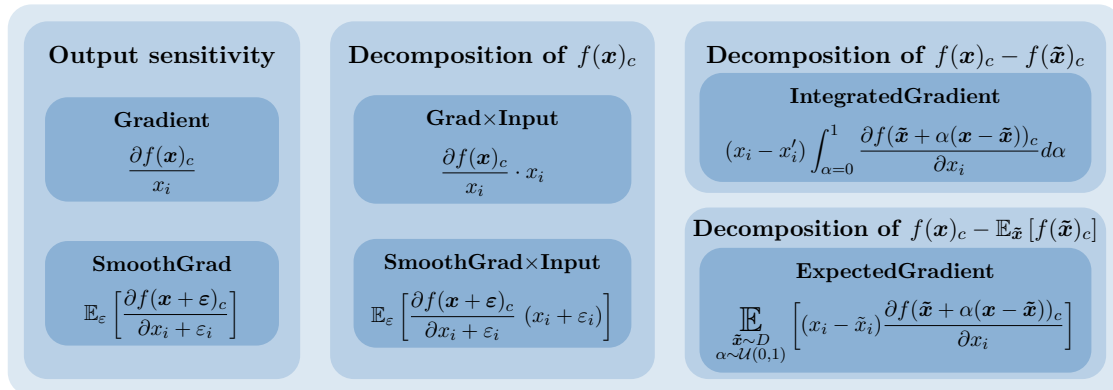 Output sensitivity
Gradient
∂f(𝒙)_c / x_i
SmoothGrad
𝔼_ε [ ∂f(𝒙 + 𝜺)_c / ∂x_i + ε_i ]
Decomposition of f(𝒙)_c
Grad×Input
∂f(𝒙)_c / x_i · x_i
SmoothGrad×Input
𝔼_ε [ ∂f(𝒙 + 𝜺)_c / ∂x_i + ε_i (x_i + ε_i) ]
Decomposition of f(𝒙)_c − f(𝒙̃)_c
IntegratedGradient
(x_i − x′_i) ∫_{α=0}^{1} ∂f(𝒙̃ + α(𝒙 − 𝒙̃))_c / ∂x_i dα
Decomposition of f(𝒙)_c − 𝔼_𝒙̃ [f(𝒙̃)_c]
ExpectedGradient
𝔼_{𝒙̃∼D, α∼𝒰(0,1)} [ (x_i − x̃_i) ∂f(𝒙̃ + α(𝒙 − 𝒙̃))_c / ∂x_i ]